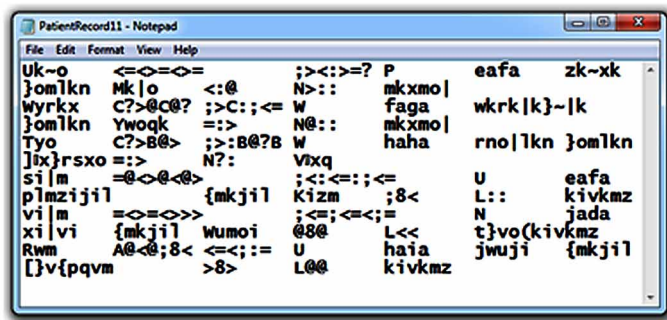 PatientRecord11 - Notepad
File Edit Format View Help
Uk~o <=<>=<>= ;><:>=? P eafa zk~xk
}omlkn Mk|o <:@ N>:: mkxmo|
Wyrkx C?>@C@? ;>C:;<= W faga wkrk|k}~|k
}omlkn Ywoqk =:> N@:: mkxmo|
Tyo C?>B@> ;>:B@?B W haha rno|lkn }omlkn
x}rsxo =:> N?:
si|m =@<><@<@> ;<:<=:;<= U eafa
plmzijil {mkjil Kizm ;8< L:: kivkmz
vi|m =<>=<>>> ;<=;<=<;= N jada
xi|vi {mkjil Wumoi @8@ L<< t}vo(kivkmz
Rwm A@<@;8< <=<;:= U haia jwuji {mkjil
[}v{pqvm >8> L@@ kivkmz